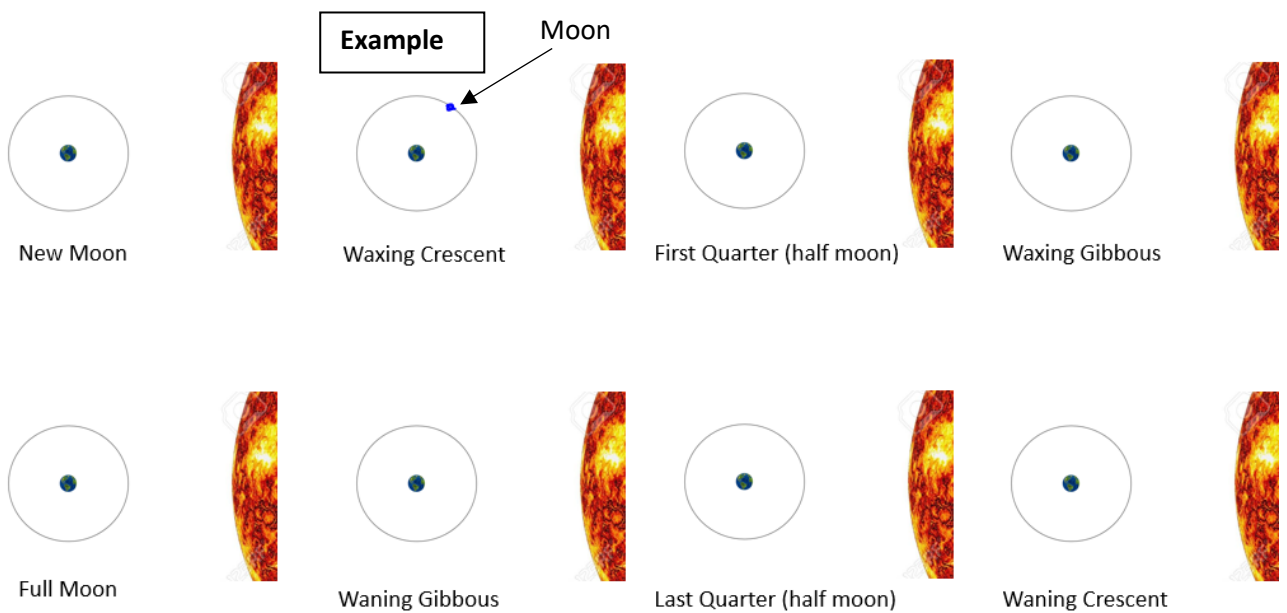 Example
Moon
New Moon
Waxing Crescent
First Quarter (half moon)
Waxing Gibbous
Full Moon
Waning Gibbous
Last Quarter (half moon)
Waning Crescent